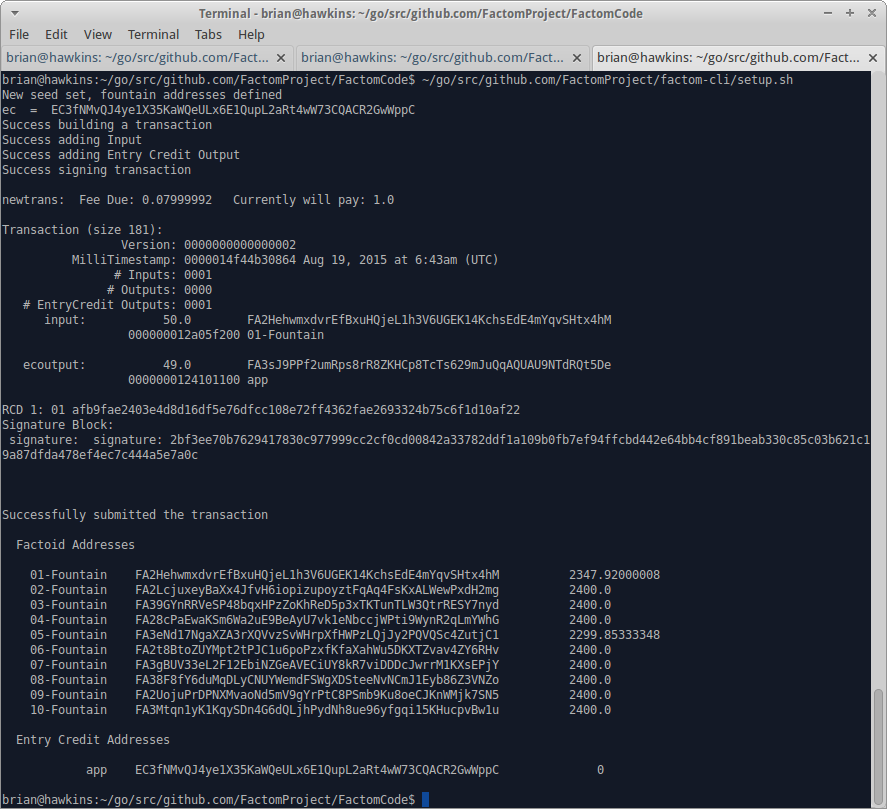 Terminal - brian@hawkins: ~/go/src/github.com/FactomProject/FactomCode
File Edit View Terminal Tabs Help
brian@hawkins: ~/go/src/github.com/FactomProject/Fact... brian@hawkins: ~/go/src/github.com/FactomProject/Fact... brian@hawkins: ~/go/src/github.com/FactomProject/Fact...
brian@hawkins:~/go/src/github.com/FactomProject/FactomCode$ ~/go/src/github.com/FactomProject/factom-cli/setup.sh
New seed set, fountain addresses defined
ec  =  EC3fNMvQJ4ye1X35KaWQeULx6E1QupL2aRt4wW73CQACR2GwWppC
Success building a transaction
Success adding Input
Success adding Entry Credit Output
Success signing transaction
newtrans:  Fee Due: 0.07999992   Currently will pay: 1.0
Transaction (size 181):
Version: 0000000000000002
MilliTimestamp: 0000014f44b30864 Aug 19, 2015 at 6:43am (UTC)
# Inputs: 0001
# Outputs: 0000
# EntryCredit Outputs: 0001
input: 50.0 FA2HehwmxdvrEfBxuHQjeL1h3V6UGEK14KchsEdE4mYqvSHtx4hM
000000012a05f200 01-Fountain
ecoutput: 49.0 FA3sJ9PPf2umRps8rR8ZKHCp8TcTs629mJuQqAQUAU9NTdRQt5De
0000000124101100 app
RCD 1: 01 afb9fae2403e4d8d16df5e76dfcc108e72ff4362fae2693324b75c6f1d10af22
Signature Block:
signature:  signature: 2bf3ee70b7629417830c977999cc2cf0cd00842a33782ddf1a109b0fb7ef94ffcbd442e64bb4cf891beab330c85c03b621c1
9a87dfda478ef4ec7c444a5e7a0c
Successfully submitted the transaction
Factoid Addresses
01-Fountain FA2HehwmxdvrEfBxuHQjeL1h3V6UGEK14KchsEdE4mYqvSHtx4hM 2347.92000008
02-Fountain FA2LcjuxeyBaXx4JfvH6iopizupoyztFqAq4FsKxALWewPxdH2mg 2400.0
03-Fountain FA39GYnRRVeSP48bqxHPzZoKhReD5p3xTKTunTLW3QtrRESY7nyd 2400.0
04-Fountain FA28cPaEwaKSm6Wa2uE9BeAyU7vk1eNbccjWPti9WynR2qLmYWhG 2400.0
05-Fountain FA3eNd17NgaXZA3rXQVvzSvWHrpXfHWPzLQjJy2PQVQSc4ZutjC1 2299.85333348
06-Fountain FA2t8BtoZUYMpt2tPJC1u6poPzxfKfaXahWu5DKXTZvav4ZY6RHv 2400.0
07-Fountain FA3gBUV33eL2F12EbiNZGeAVECiUY8kR7viDDDcJwrrM1KXsEPjY 2400.0
08-Fountain FA38F8fY6duMqDLyCNUYWemdFSWgXDSteeNvNCmJ1Eyb86Z3VNZo 2400.0
09-Fountain FA2UojuPrDPNXMvaoNd5mV9gYrPtC8PSmb9Ku8oeCJKnWMjk7SN5 2400.0
10-Fountain FA3Mtqn1yK1KqySDn4G6dQLjhPydNh8ue96yfgqi15KHucpvBw1u 2400.0
Entry Credit Addresses
app EC3fNMvQJ4ye1X35KaWQeULx6E1QupL2aRt4wW73CQACR2GwWppC 0
brian@hawkins:~/go/src/github.com/FactomProject/FactomCode$